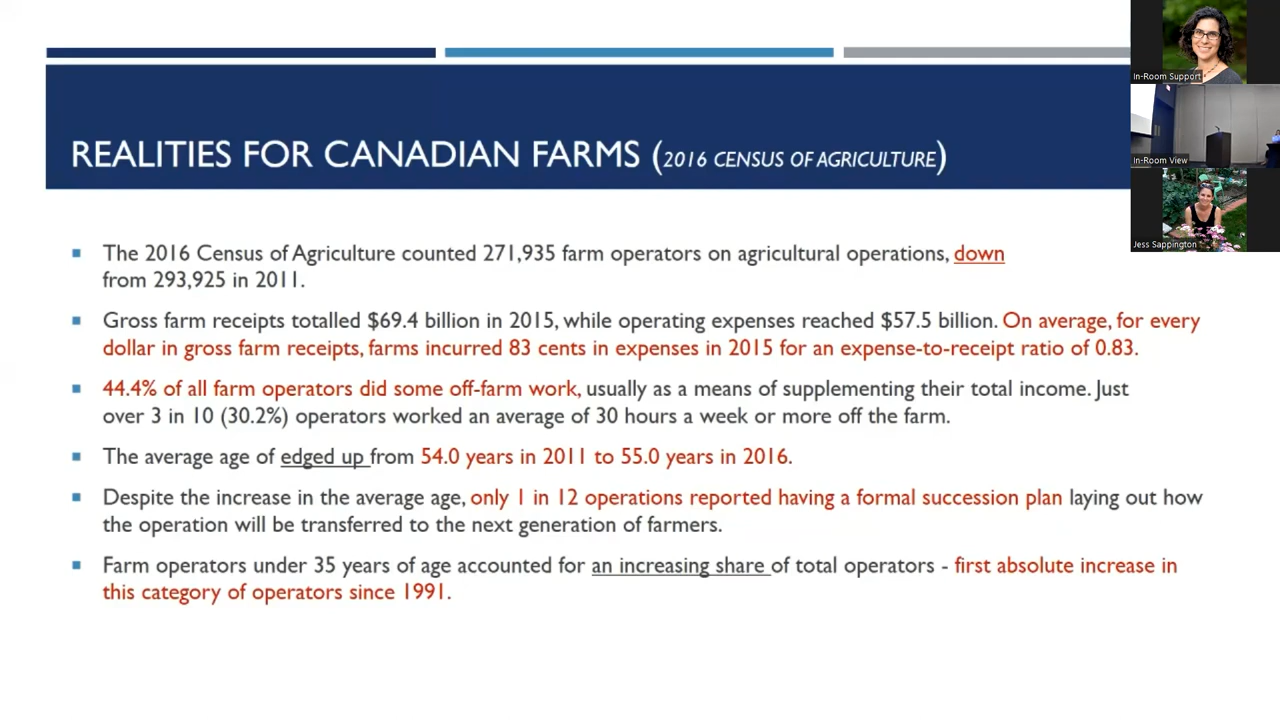 REALITIES FOR CANADIAN FARMS (2016 CENSUS OF AGRICULTURE)
In-Room Support
In-Room View
Jess Sappington
The 2016 Census of Agriculture counted 271,935 farm operators on agricultural operations, down
from 293,925 in 2011.
Gross farm receipts totalled $69.4 billion in 2015, while operating expenses reached $57.5 billion. On average, for every
dollar in gross farm receipts, farms incurred 83 cents in expenses in 2015 for an expense-to-receipt ratio of 0.83.
44.4% of all farm operators did some off-farm work, usually as a means of supplementing their total income. Just
over 3 in 10 (30.2%) operators worked an average of 30 hours a week or more off the farm.
The average age of edged up from 54.0 years in 2011 to 55.0 years in 2016.
Despite the increase in the average age, only 1 in 12 operations reported having a formal succession plan laying out how
the operation will be transferred to the next generation of farmers.
Farm operators under 35 years of age accounted for an increasing share of total operators - first absolute increase in
this category of operators since 1991.